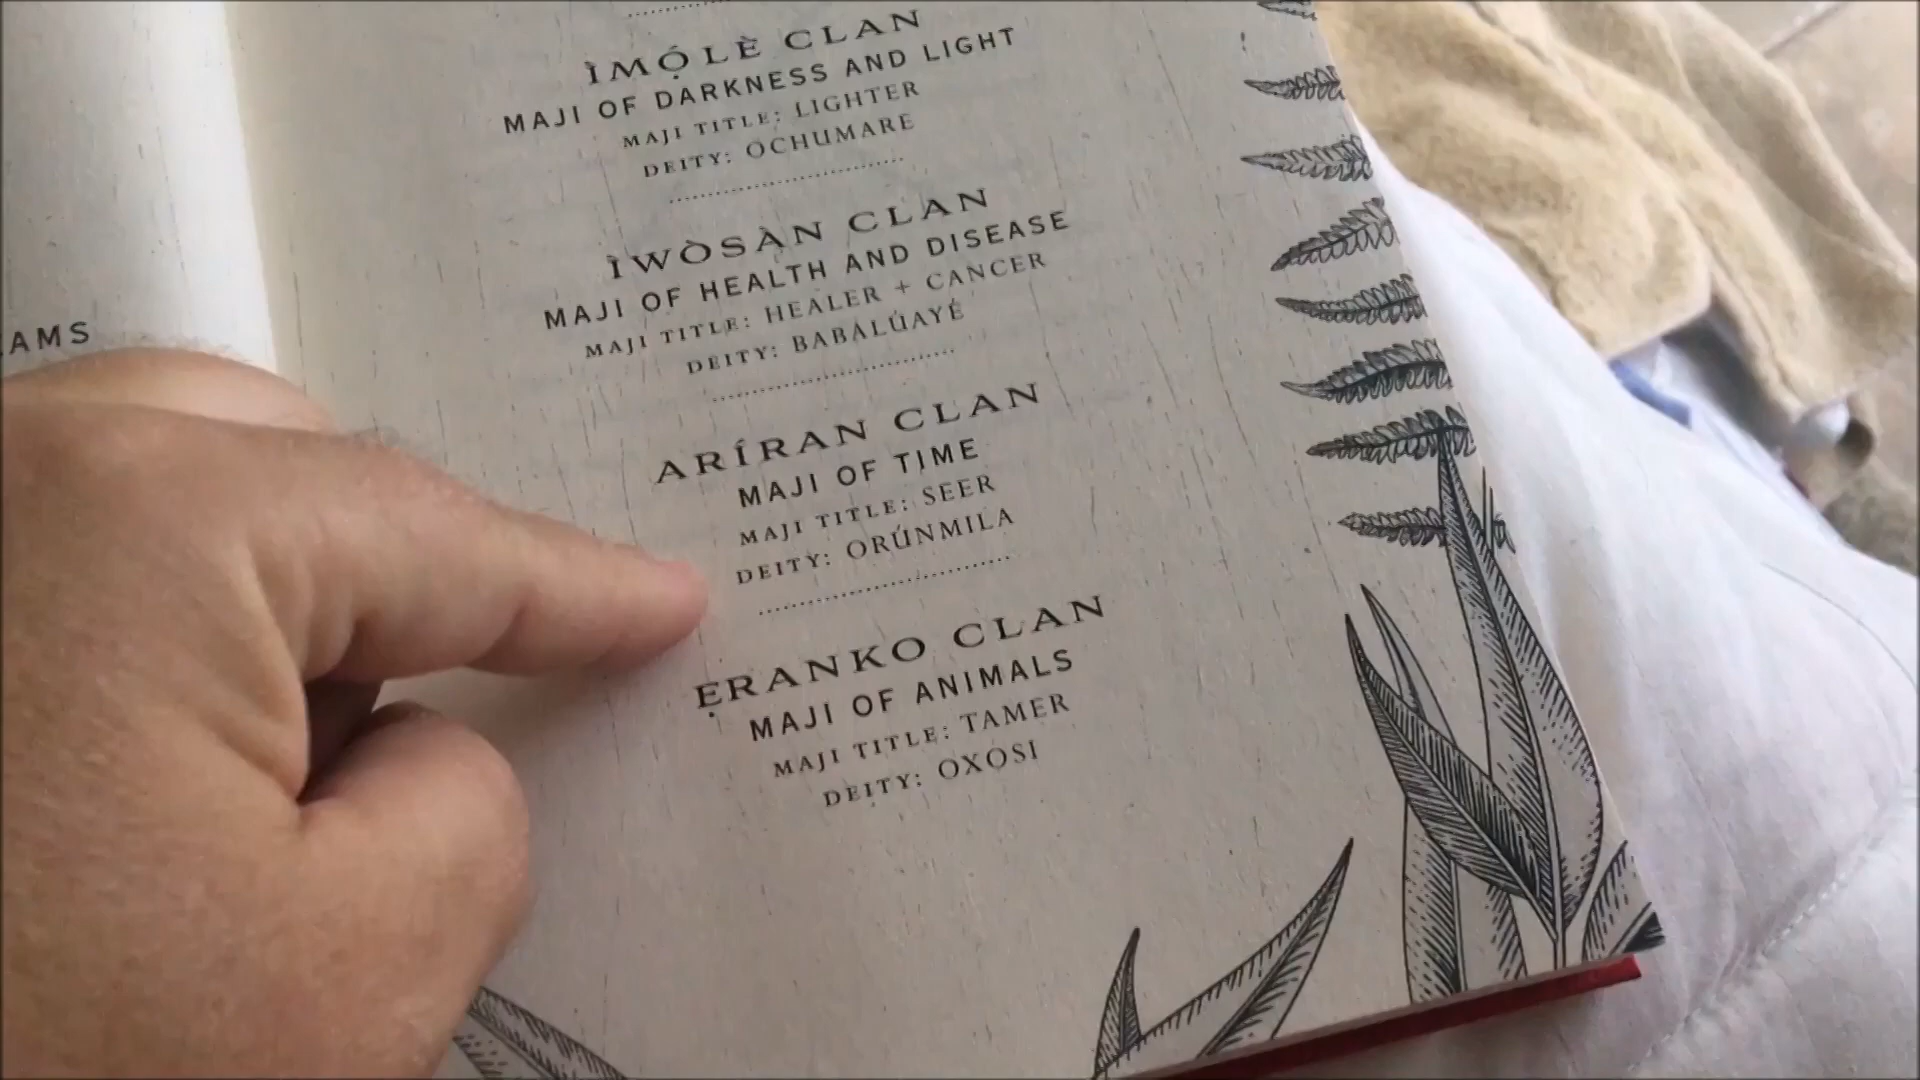 ÌMỌ́LÈ CLAN
MAJI OF DARKNESS AND LIGHT
MAJI TITLE: LIGHTER
DEITY: OCHUMARE
ÌWÒSÀN CLAN
MAJI OF HEALTH AND DISEASE
MAJI TITLE: HEALER + CANCER
DEITY: BABALÚAYÉ
ARÍRAN CLAN
MAJI OF TIME
MAJI TITLE: SEER
DEITY: ORÚNMILA
ẸRANKO CLAN
MAJI OF ANIMALS
MAJI TITLE: TAMER
DEITY: OXOSI